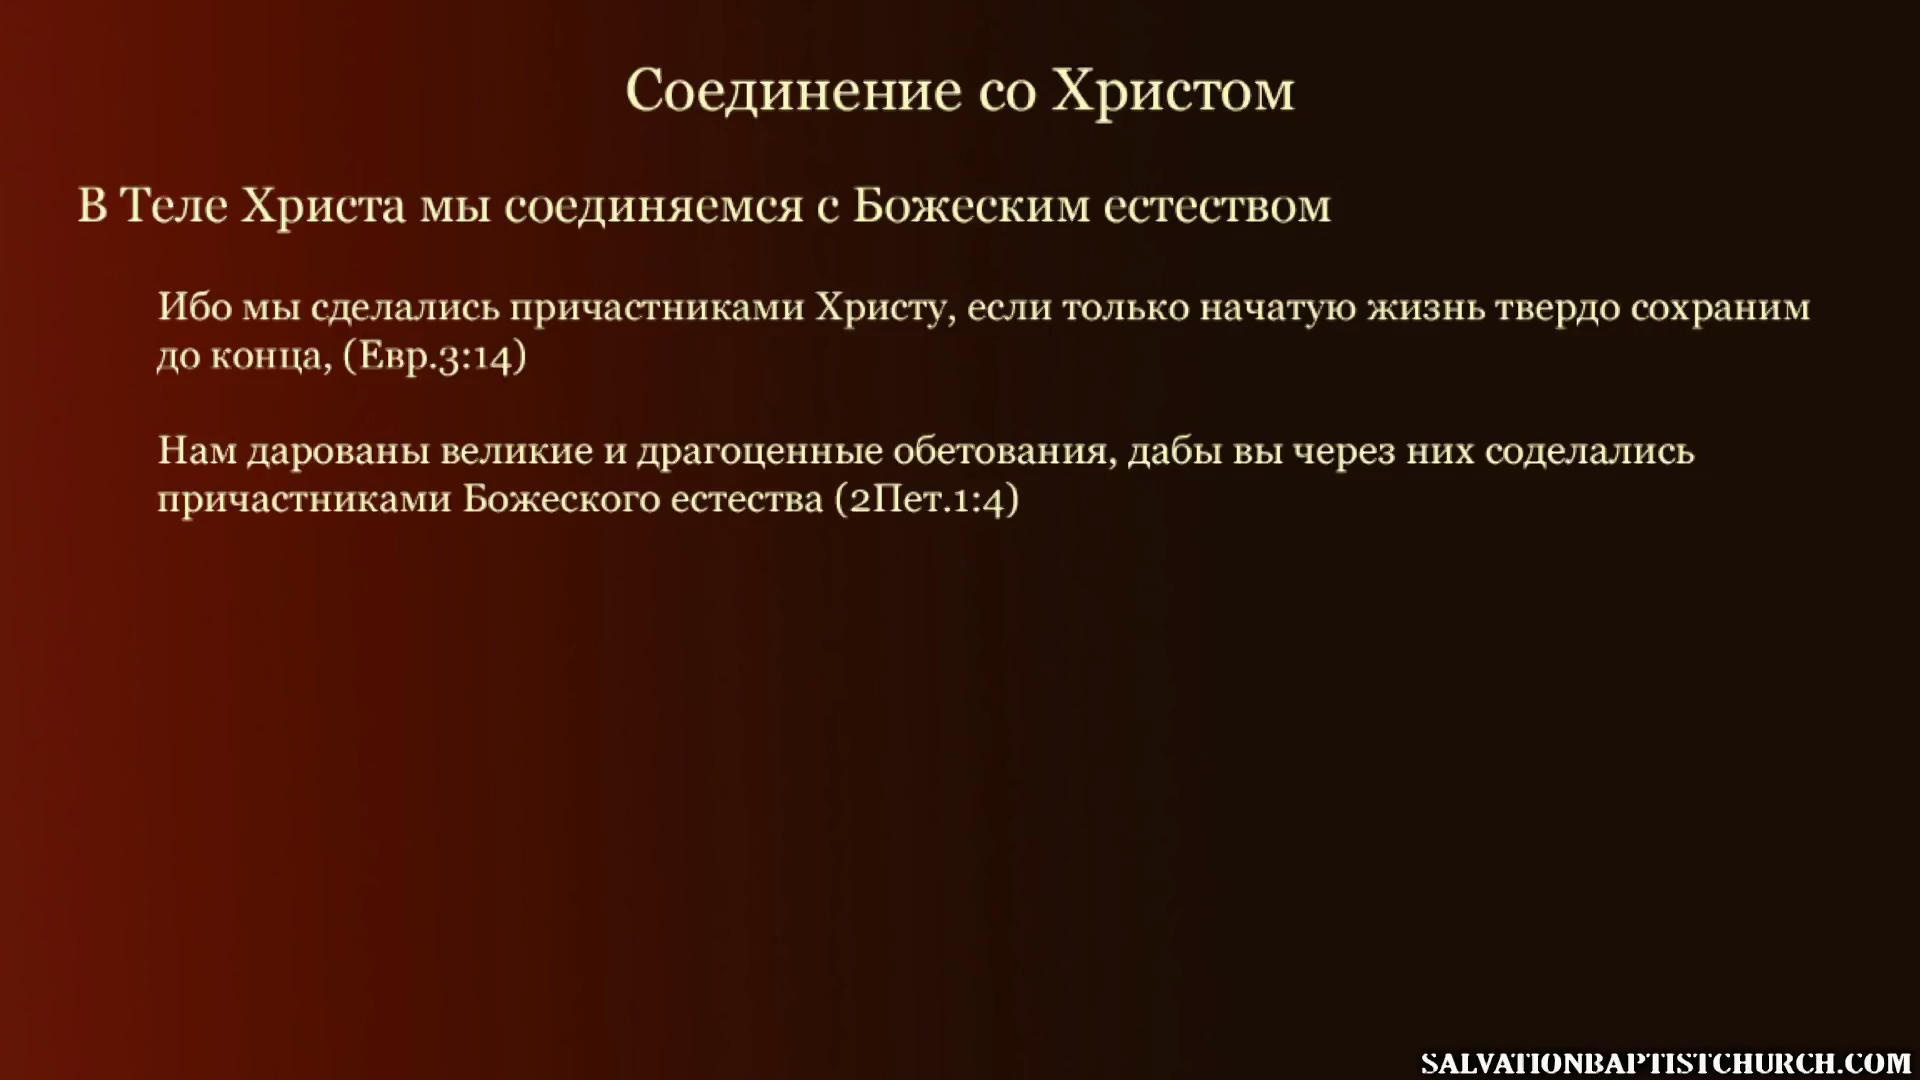 Соединение со Христом
В Теле Христа мы соединяемся с Божеским естеством
Ибо мы сделались причастниками Христу, если только начатую жизнь твердо сохраним
до конца, (Евр.3:14)
Нам дарованы великие и драгоценные обетования, дабы вы через них соделались
причастниками Божеского естества (2Пет.1:4)
SALVATIONBAPTISTCHURCH.COM